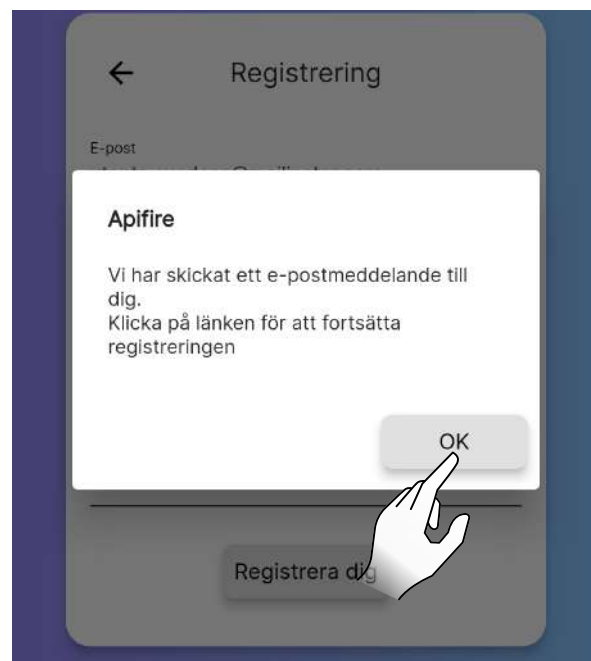 Registrering
E-post
Apifire
Vi har skickat ett e-postmeddelande till
dig.
Klicka på länken för att fortsätta
registreringen
OK
Registrera dig